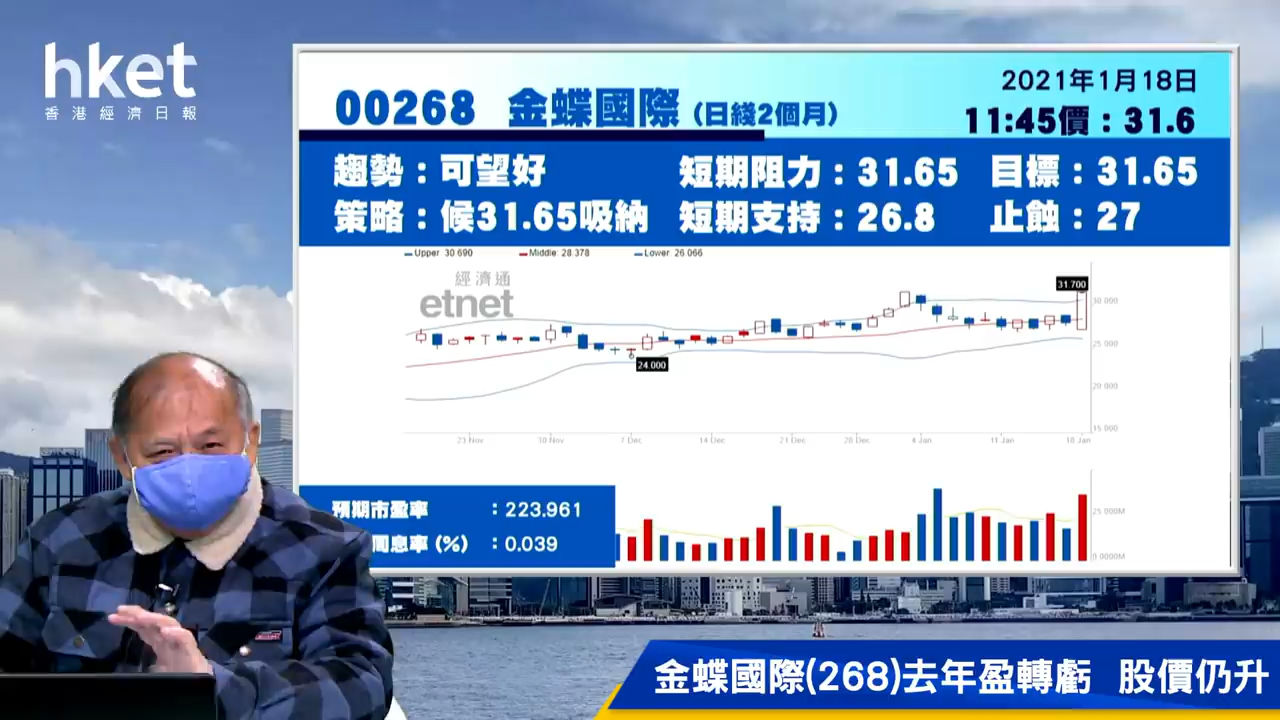 hket
香港經濟日報
2021年1月18日
00268 金蝶國際 (日綫2個月)
11:45價：31.6
趨勢：可望好 短期阻力：31.65 目標：31.65
策略：候31.65吸納 短期支持：26.8 止蝕：27
Upper 30.690 Middle 28.378 Lower 26.066
經濟通
etnet
31.700
30.000
25.000
24.000
20.000
15.000
23 Nov 30 Nov 7 Dec 14 Dec 21 Dec 28 Dec 4 Jan 11 Jan 18 Jan
預期市盈率 ：223.961
周息率 (%) ：0.039
25.000M
0.0000M
金蝶國際(268)去年盈轉虧 股價仍升